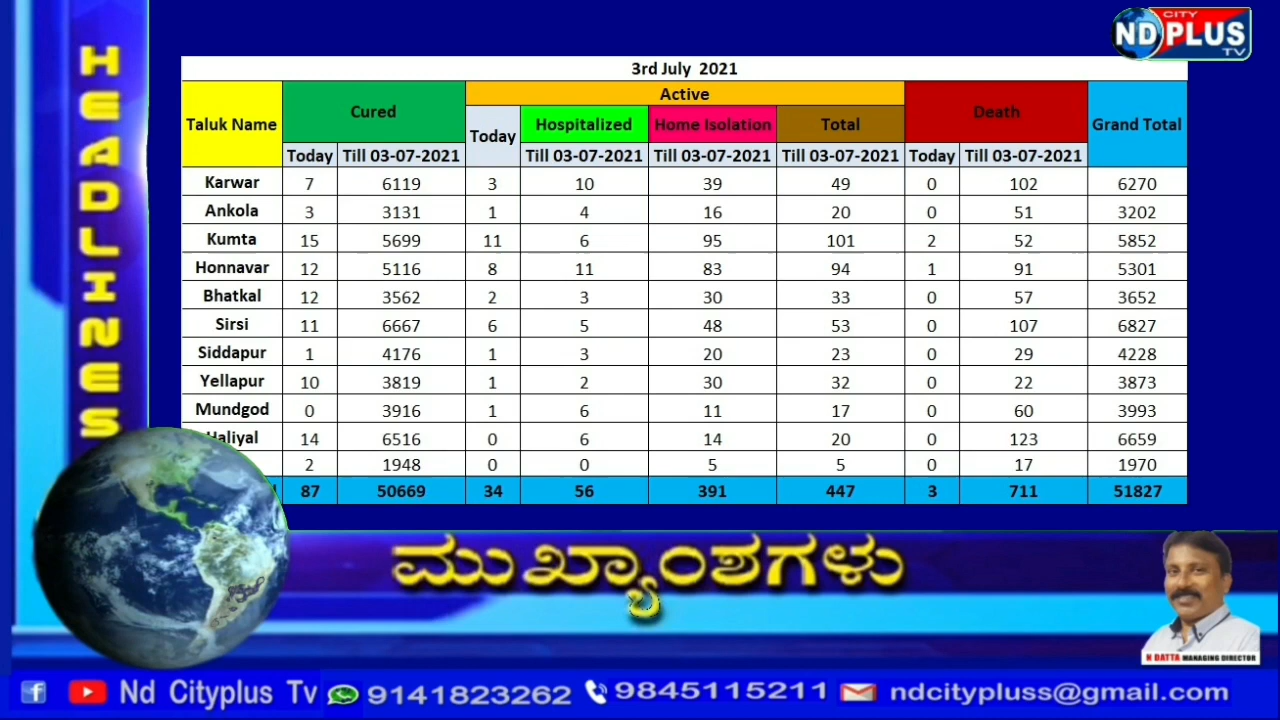 HEADLINES
CITY
ND PLUS
TV
3rd July 2021
Taluk Name Cured Active Death Grand Total
Today Hospitalized Home Isolation Total
Today Till 03-07-2021 Till 03-07-2021 Till 03-07-2021 Till 03-07-2021 Today Till 03-07-2021
Karwar 7 6119 3 10 39 49 0 102 6270
Ankola 3 3131 1 4 16 20 0 51 3202
Kumta 15 5699 11 6 95 101 2 52 5852
Honnavar 12 5116 8 11 83 94 1 91 5301
Bhatkal 12 3562 2 3 30 33 0 57 3652
Sirsi 11 6667 6 5 48 53 0 107 6827
Siddapur 1 4176 1 3 20 23 0 29 4228
Yellapur 10 3819 1 2 30 32 0 22 3873
Mundgod 0 3916 1 6 11 17 0 60 3993
Haliyal 14 6516 0 6 14 20 0 123 6659
2 1948 0 0 5 5 0 17 1970
87 50669 34 56 391 447 3 711 51827
ಮುಖ್ಯಾಂಶಗಳು
N DATTA MANAGING DIRECTOR
Nd Cityplus Tv 9141823262 9845115211 ndcitypluss@gmail.com